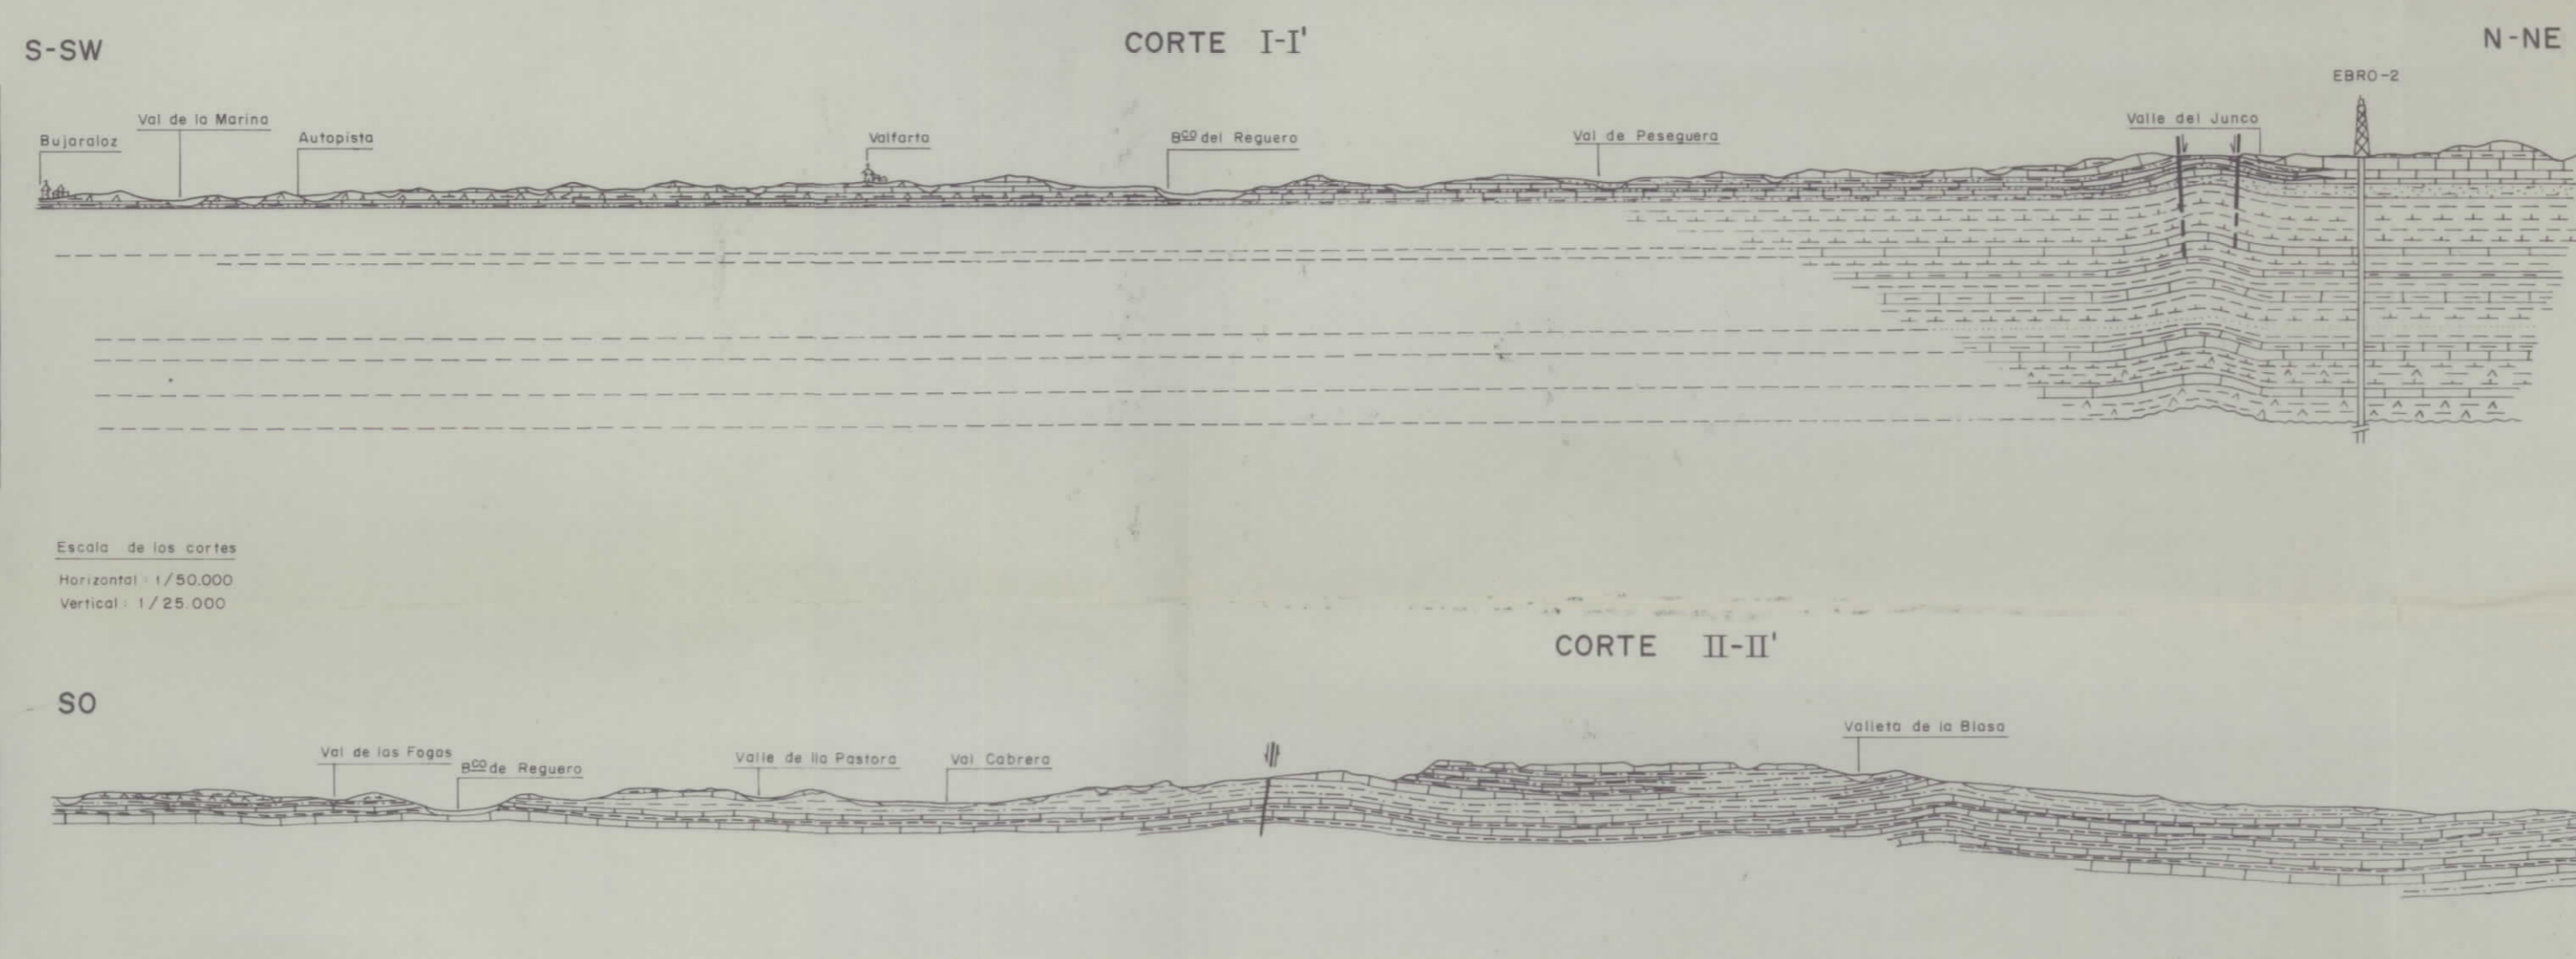 S-SW
CORTE I-I'
N-NE
EBRO-2
Bujaraloz
Val de la Marina
Autopista
Valfarta
Bco del Reguero
Val de Peseguera
Valle del Junco
Escala de los cortes
Horizontal : 1/50.000
Vertical : 1/25.000
CORTE II-II'
SO
Val de las Fogas
Bco de Reguero
Valle de lla Pastora
Val Cabrera
Valleta de la Blasa